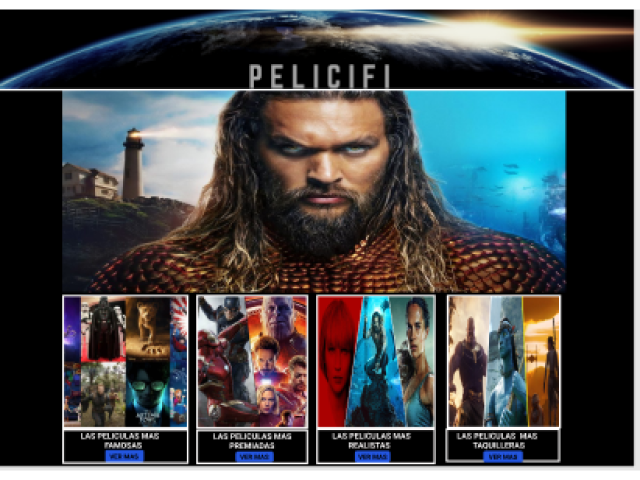 PELICIFI
LAS PELICULAS MAS
FAMOSAS
VER MAS
LAS PELICULAS MAS
PREMIADAS
VER MAS
LAS PELICULAS MAS
REALISTAS
VER MAS
LAS PELICULAS MAS
TAQUILLERAS
VER MAS